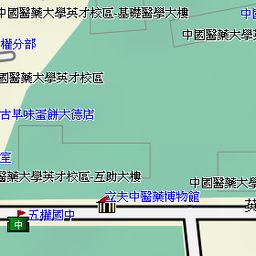 中國醫藥大學英才校區-基礎醫學大樓
中
權分部
國醫藥大學英才校區
中國醫藥
古早味蛋餅大德店
室
醫藥大學英才校區-互助大樓
中國醫藥大學
立夫中醫藥博物館
英
五權國中
中